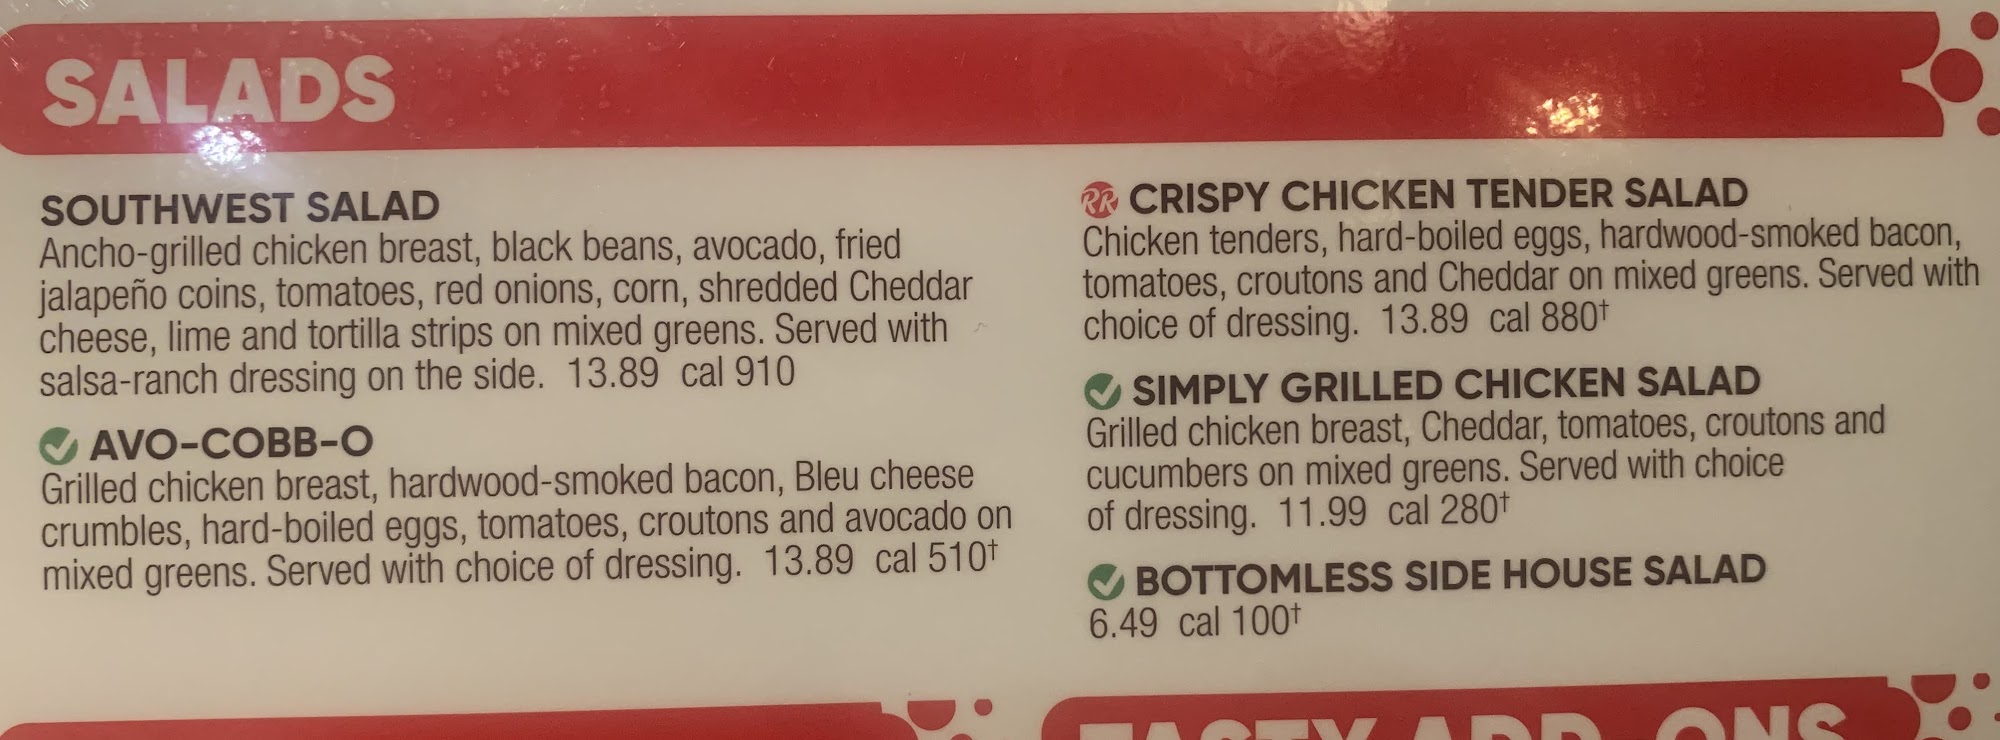 SALADS
SOUTHWEST SALAD
Ancho-grilled chicken breast, black beans, avocado, fried
jalapeño coins, tomatoes, red onions, corn, shredded Cheddar
cheese, lime and tortilla strips on mixed greens. Served with
salsa-ranch dressing on the side. 13.89 cal 910
AVO-COBB-O
Grilled chicken breast, hardwood-smoked bacon, Bleu cheese
crumbles, hard-boiled eggs, tomatoes, croutons and avocado on
mixed greens. Served with choice of dressing. 13.89 cal 510†
RR CRISPY CHICKEN TENDER SALAD
Chicken tenders, hard-boiled eggs, hardwood-smoked bacon,
tomatoes, croutons and Cheddar on mixed greens. Served with
choice of dressing. 13.89 cal 880†
SIMPLY GRILLED CHICKEN SALAD
Grilled chicken breast, Cheddar, tomatoes, croutons and
cucumbers on mixed greens. Served with choice
of dressing. 11.99 cal 280†
BOTTOMLESS SIDE HOUSE SALAD
6.49 cal 100†
TASTY ADD-ONS